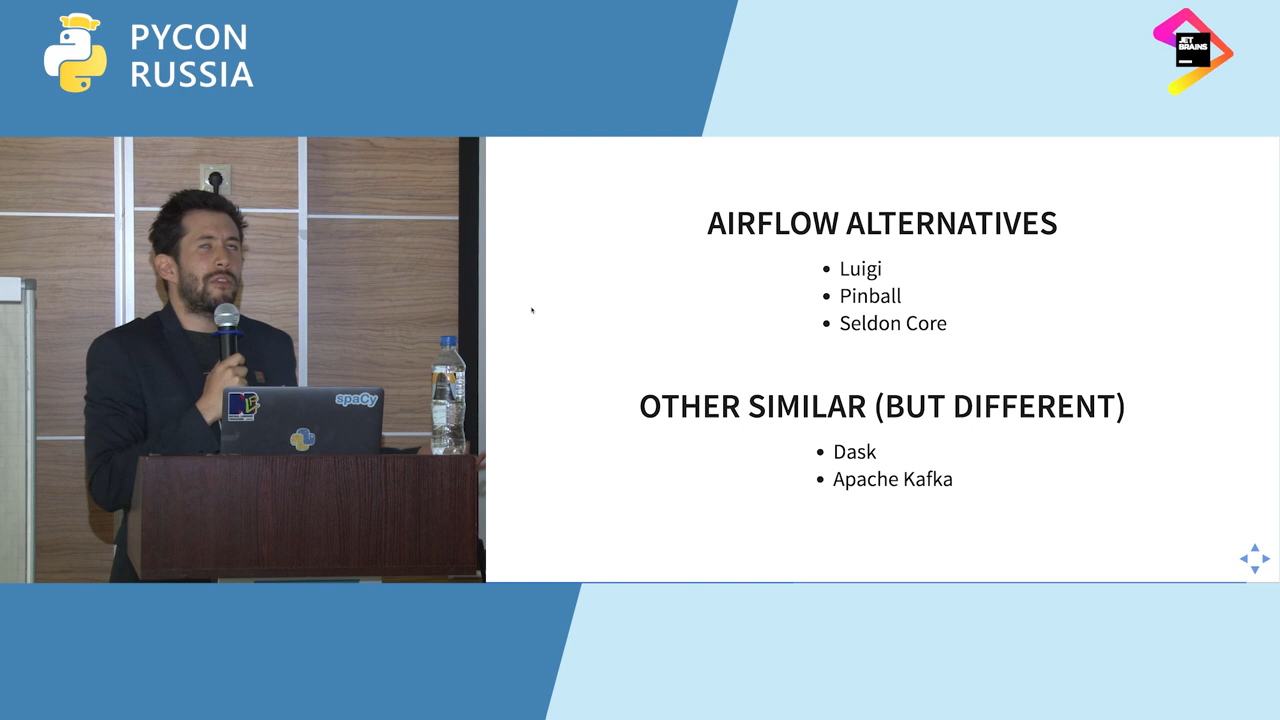 PYCON
RUSSIA
JET
BRAINS
spaCy
AIRFLOW ALTERNATIVES
Luigi
Pinball
Seldon Core
OTHER SIMILAR (BUT DIFFERENT)
Dask
Apache Kafka